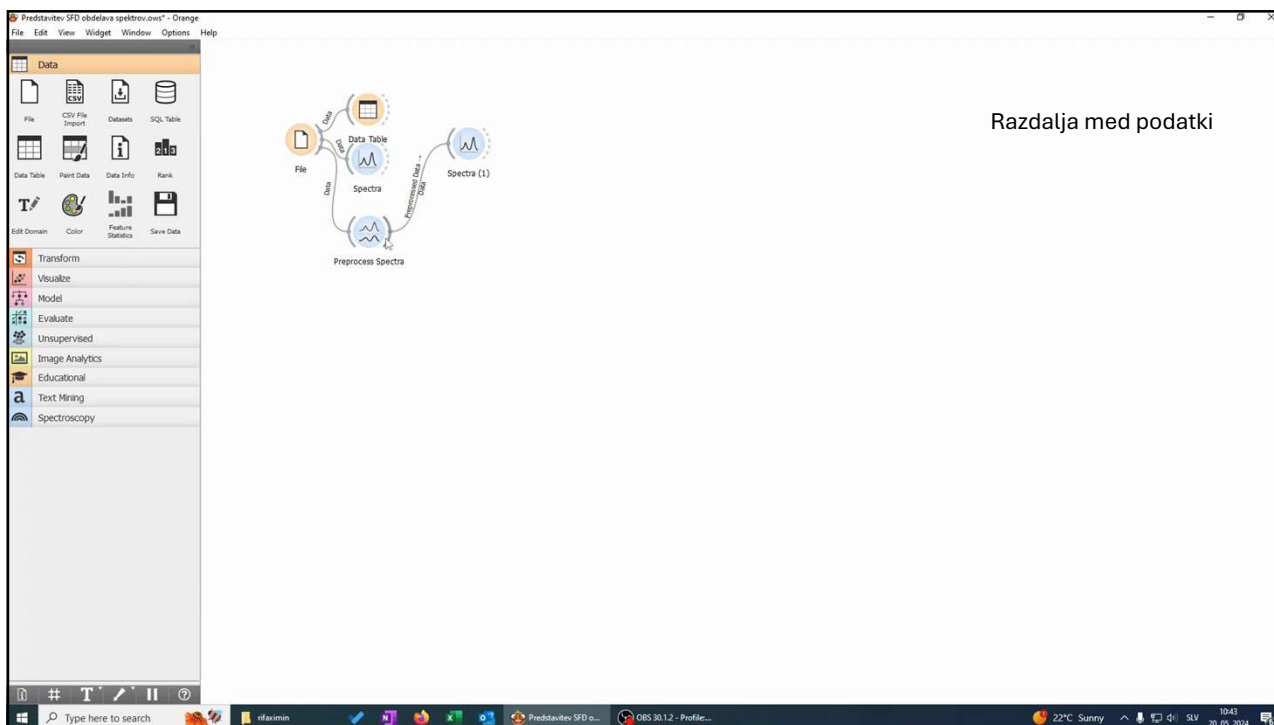 Predstavitev SFD obdelava spektrov.ows* - Orange
File Edit View Widget Window Options Help
Data
File
CSV File Import
Datasets
SQL Table
Data Table
Paint Data
Data Info
Rank
Edit Domain
Color
Feature Statistics
Save Data
Transform
Visualize
Model
Evaluate
Unsupervised
Image Analytics
Educational
Text Mining
Spectroscopy
Razdalja med podatki
File
Data
Data
Data
Data Table
Spectra
Preprocess Spectra
Preprocessed Data →
Data
Spectra (1)
Type here to search
rifaximin
Predstavitev SFD o...
OBS 30.1.2 - Profile:...
22°C Sunny
SLV
10:43
20. 05. 2024